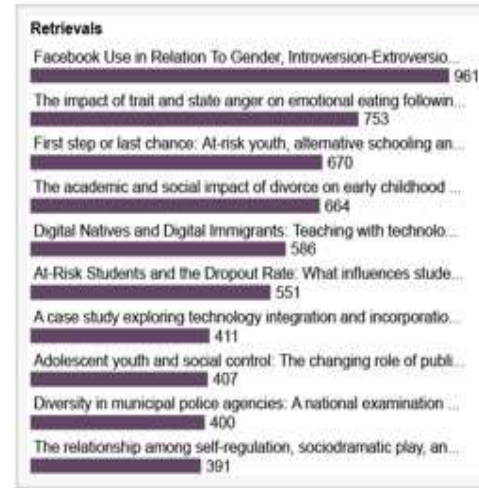 Retrievals
Facebook Use in Relation To Gender, Introversion-Extroversio...
961
The impact of trait and state anger on emotional eating followin...
753
First step or last chance: At-risk youth, alternative schooling an...
670
The academic and social impact of divorce on early childhood ...
664
Digital Natives and Digital Immigrants: Teaching with technolo...
586
At-Risk Students and the Dropout Rate: What influences stude...
551
A case study exploring technology integration and incorporatio...
411
Adolescent youth and social control: The changing role of publi...
407
Diversity in municipal police agencies: A national examination ...
400
The relationship among self-regulation, sociodramatic play, an...
391